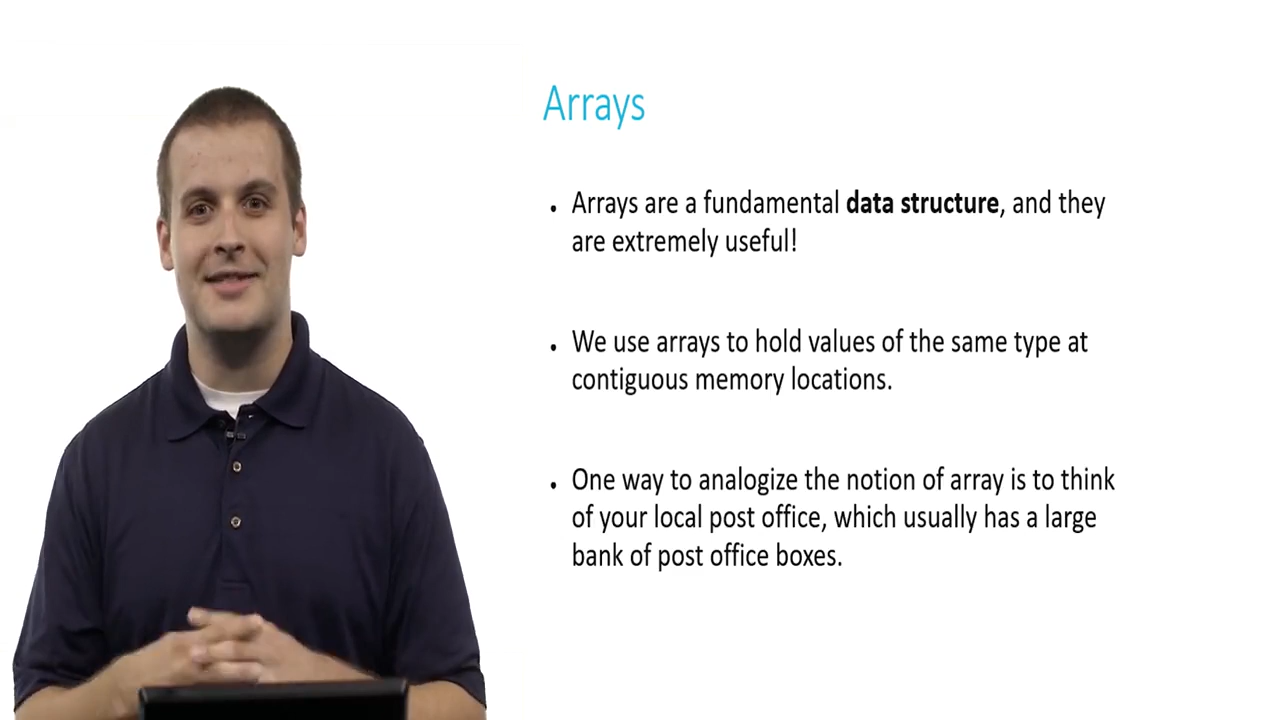 Arrays
• Arrays are a fundamental data structure, and they
are extremely useful!
• We use arrays to hold values of the same type at
contiguous memory locations.
• One way to analogize the notion of array is to think
of your local post office, which usually has a large
bank of post office boxes.